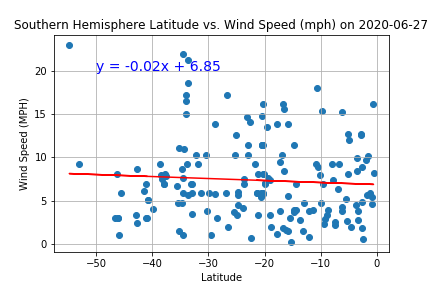 Southern Hemisphere Latitude vs. Wind Speed (mph) on 2020-06-27
y = -0.02x + 6.85
Wind Speed (MPH)
20
15
10
5
0
−50
−40
−30
−20
−10
0
Latitude